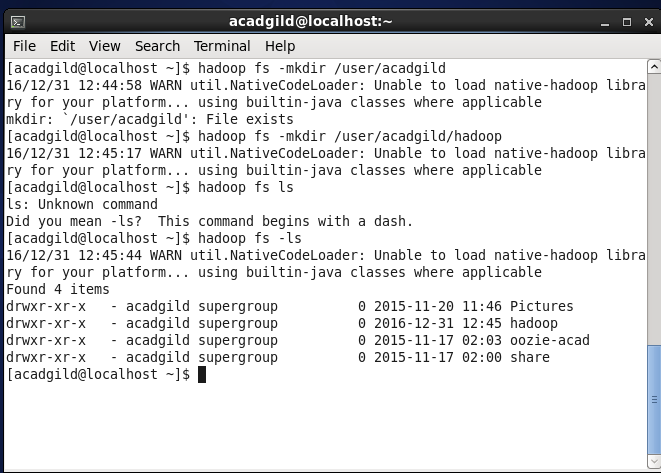 acadgild@localhost:~
File Edit View Search Terminal Help
[acadgild@localhost ~]$ hadoop fs -mkdir /user/acadgild
16/12/31 12:44:58 WARN util.NativeCodeLoader: Unable to load native-hadoop libra
ry for your platform... using builtin-java classes where applicable
mkdir: `/user/acadgild': File exists
[acadgild@localhost ~]$ hadoop fs -mkdir /user/acadgild/hadoop
16/12/31 12:45:17 WARN util.NativeCodeLoader: Unable to load native-hadoop libra
ry for your platform... using builtin-java classes where applicable
[acadgild@localhost ~]$ hadoop fs ls
ls: Unknown command
Did you mean -ls?  This command begins with a dash.
[acadgild@localhost ~]$ hadoop fs -ls
16/12/31 12:45:44 WARN util.NativeCodeLoader: Unable to load native-hadoop libra
ry for your platform... using builtin-java classes where applicable
Found 4 items
drwxr-xr-x   - acadgild supergroup          0 2015-11-20 11:46 Pictures
drwxr-xr-x   - acadgild supergroup          0 2016-12-31 12:45 hadoop
drwxr-xr-x   - acadgild supergroup          0 2015-11-17 02:03 oozie-acad
drwxr-xr-x   - acadgild supergroup          0 2015-11-17 02:00 share
[acadgild@localhost ~]$